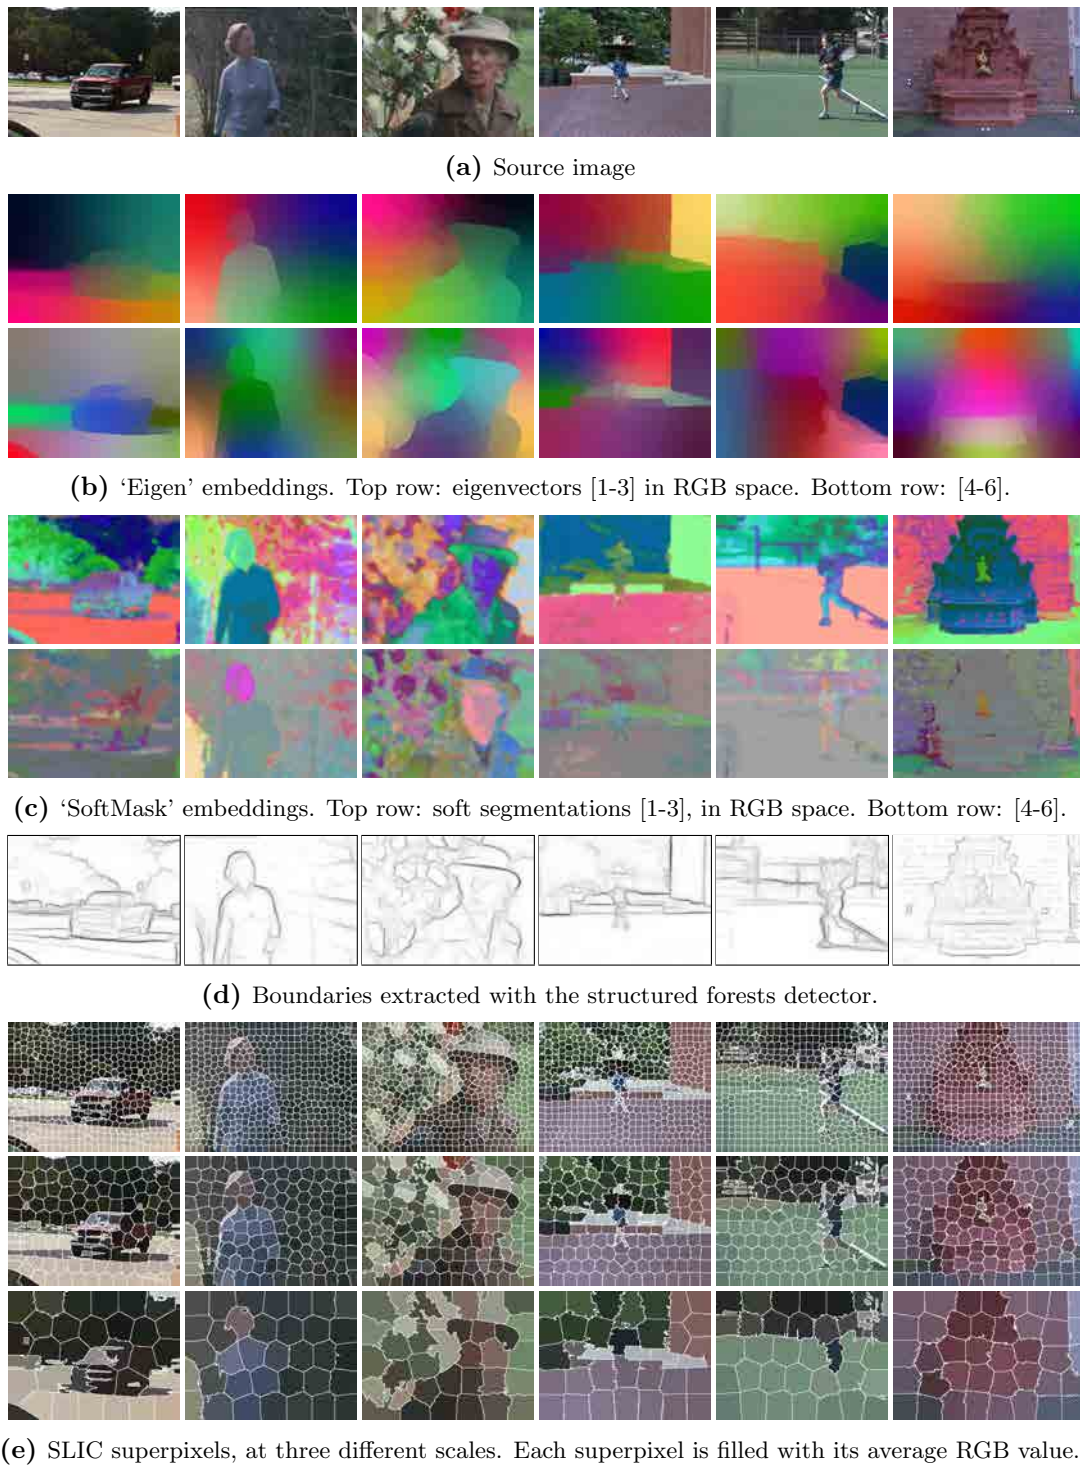 (a) Source image
(b) ‘Eigen’ embeddings. Top row: eigenvectors [1-3] in RGB space. Bottom row: [4-6].
(c) ‘SoftMask’ embeddings. Top row: soft segmentations [1-3], in RGB space. Bottom row: [4-6].
(d) Boundaries extracted with the structured forests detector.
(e) SLIC superpixels, at three different scales. Each superpixel is filled with its average RGB value.